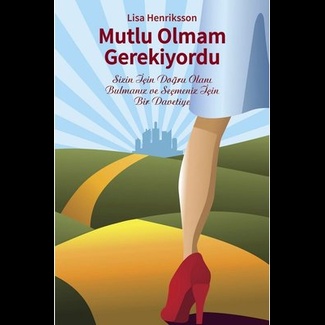 Lisa Henriksson
Mutlu Olmam
Gerekiyordu
Sizin İçin Doğru Olanı
Bulmanız ve Seçmeniz İçin
Bir Davetiye